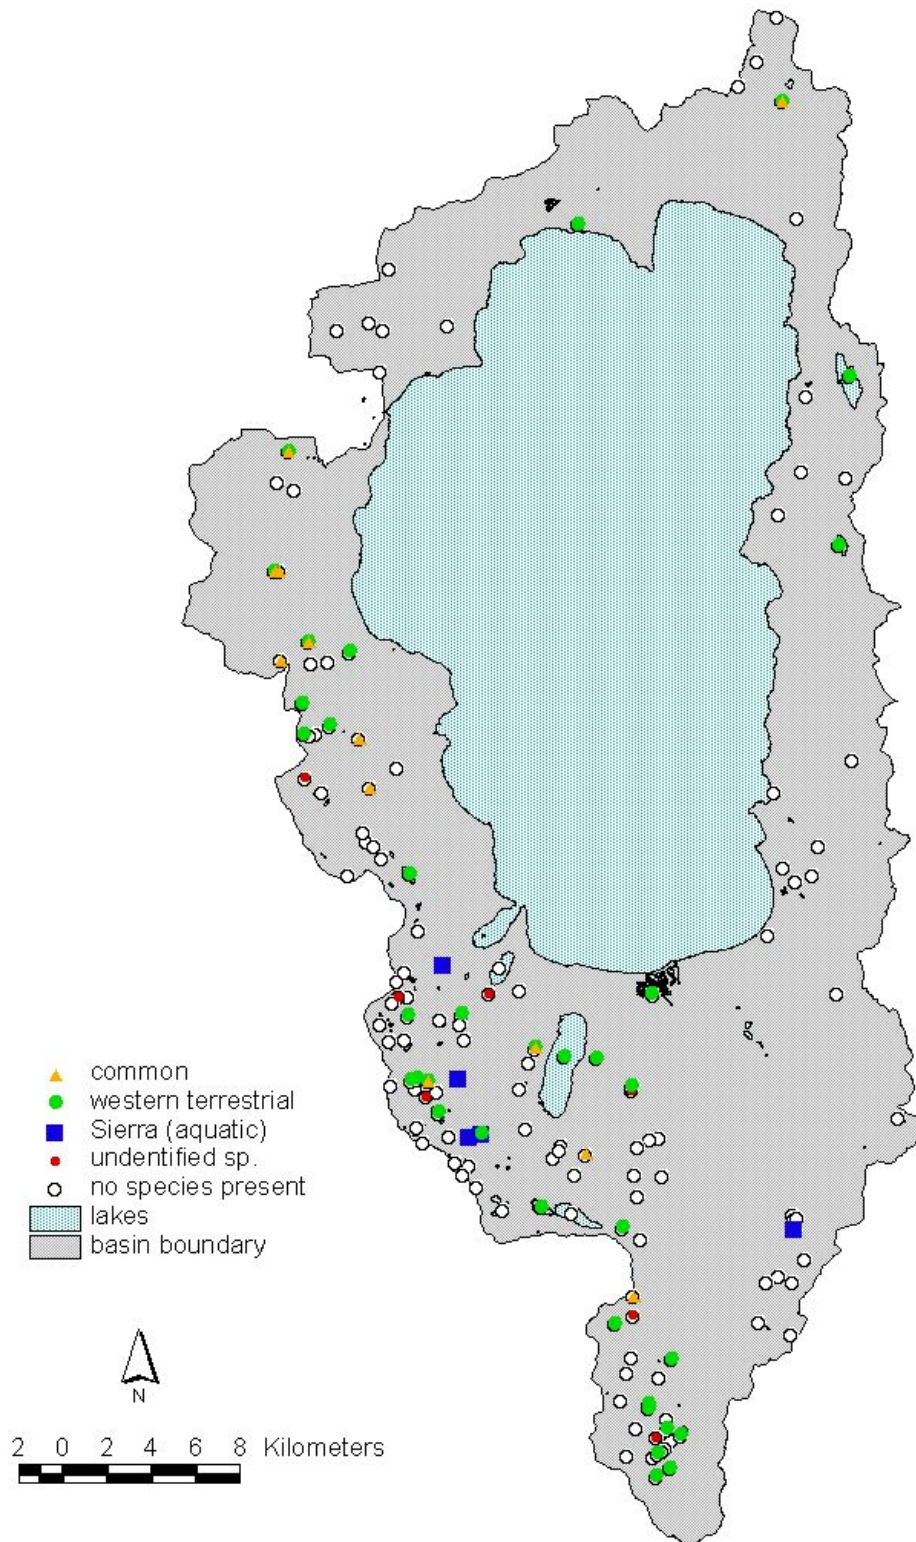 common
western terrestrial
Sierra (aquatic)
undentified sp.
no species present
lakes
basin boundary
N
2 0 2 4 6 8 Kilometers